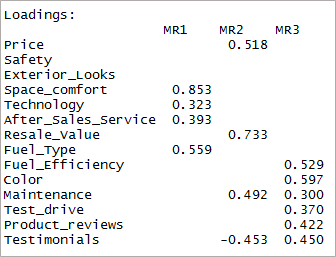 Loadings:
                     MR1    MR2    MR3
Price                       0.518
Safety
Exterior_Looks
Space_comfort        0.853
Technology           0.323
After_Sales_Service  0.393
Resale_Value                0.733
Fuel_Type            0.559
Fuel_Efficiency                    0.529
Color                              0.597
Maintenance                 0.492  0.300
Test_drive                         0.370
Product_reviews                    0.422
Testimonials               -0.453  0.450